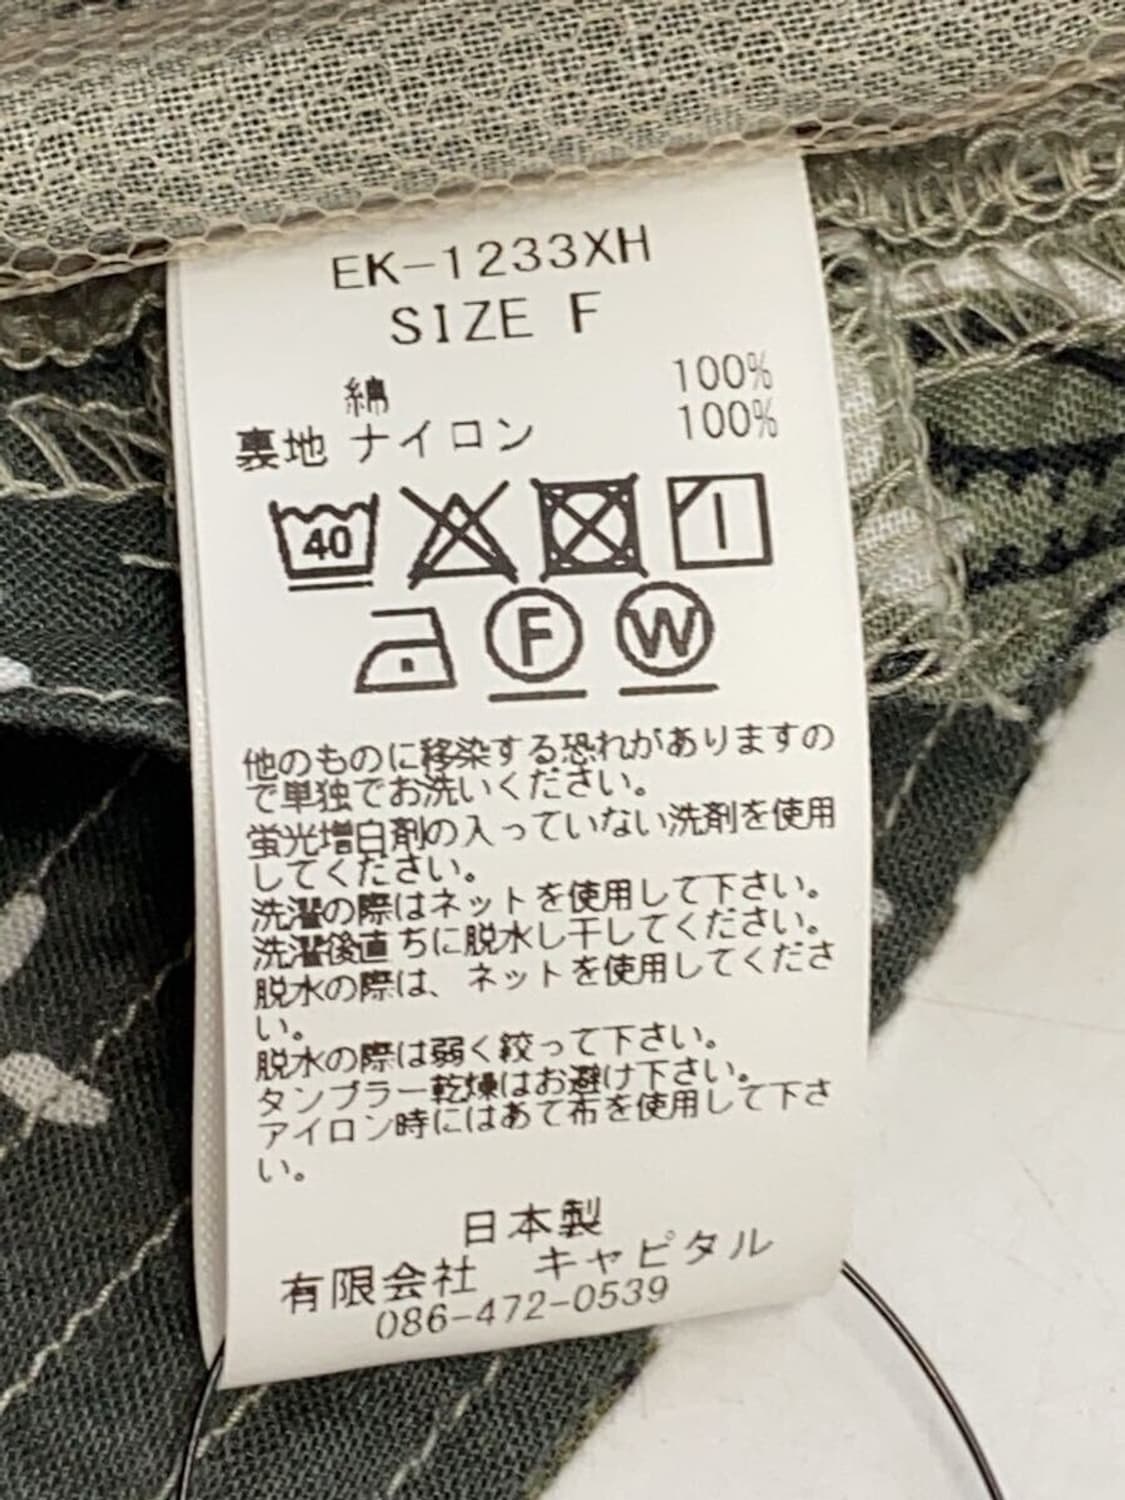 EK-1233XH
SIZE F
綿 100%
裏地 ナイロン 100%
40
F W
他のものに移染する恐れがありますの
で単独でお洗いください。
蛍光増白剤の入っていない洗剤を使用
してください。
洗濯の際はネットを使用して下さい。
洗濯後直ちに脱水し干してください。
脱水の際は、ネットを使用してくださ
い。
脱水の際は弱く絞って下さい。
タンブラー乾燥はお避け下さい。
アイロン時にはあて布を使用して下さ
い。
日本製
有限会社 キャピタル
086-472-0539